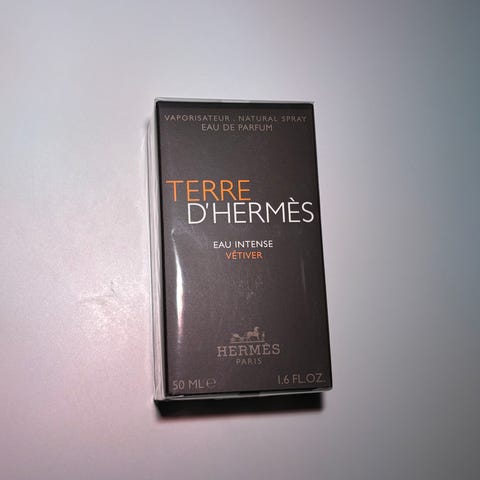 VAPORISATEUR . NATURAL SPRAY
EAU DE PARFUM
TERRE
D'HERMÈS
EAU INTENSE
VÉTIVER
HERMÈS
PARIS
50 ML℮ 1.6 FL.OZ.